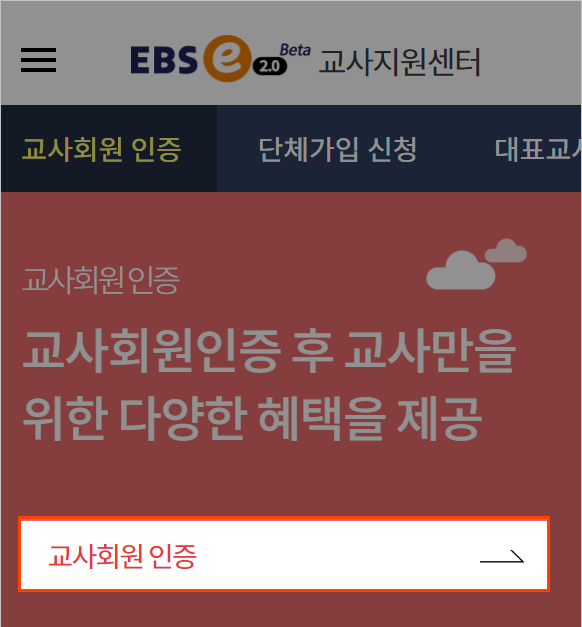 EBS e 2.0 Beta 교사지원센터
교사회원 인증 단체가입 신청 대표교사
교사회원 인증
교사회원인증 후 교사만을
위한 다양한 혜택을 제공
교사회원 인증